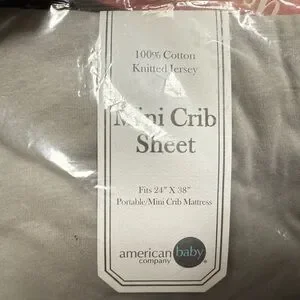 100% Cotton
Knitted Jersey
Mini Crib
Sheet
Fits 24" X 38"
Portable/Mini Crib Mattress
american baby
company ®